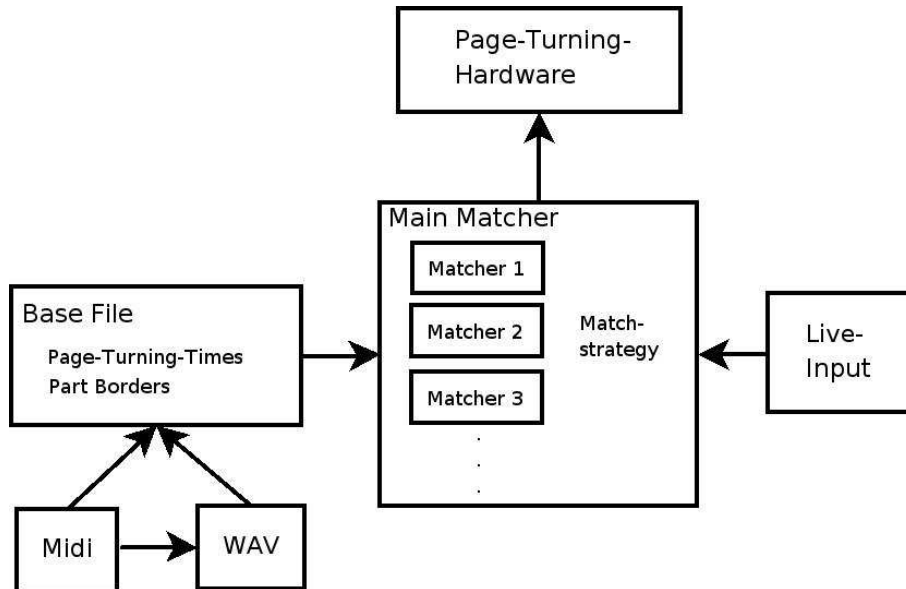 Page-Turning-
Hardware
Main Matcher
Matcher 1
Matcher 2
Matcher 3
.
.
.
Match-
strategy
Base File
Page-Turning-Times
Part Borders
Live-
Input
Midi
WAV